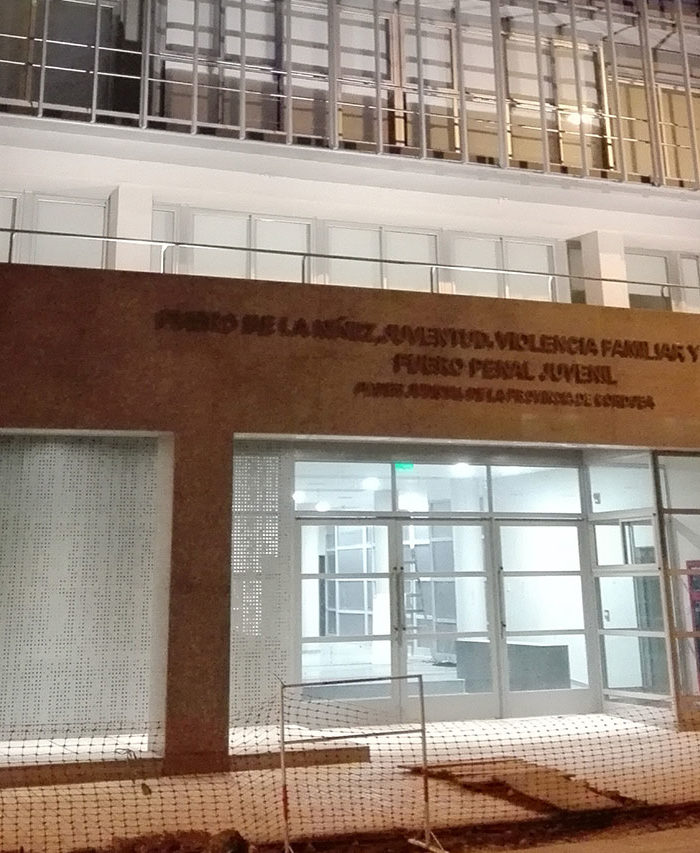 FUERO DE LA NIÑEZ, JUVENTUD, VIOLENCIA FAMILIAR Y
FUERO PENAL JUVENIL
PODER JUDICIAL DE LA PROVINCIA DE CORDOBA